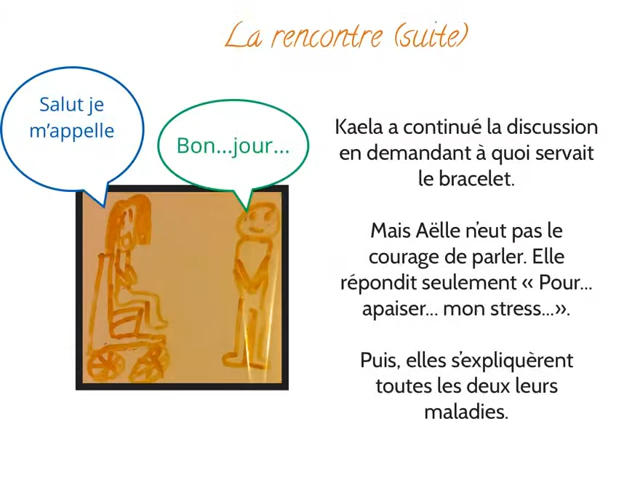 La rencontre (suite)
Salut je
m'appelle
Bon...jour...
Kaela a continué la discussion
en demandant à quoi servait
le bracelet.
Mais Aëlle n'eut pas le
courage de parler. Elle
répondit seulement « Pour...
apaiser... mon stress...».
Puis, elles s'expliquèrent
toutes les deux leurs
maladies.